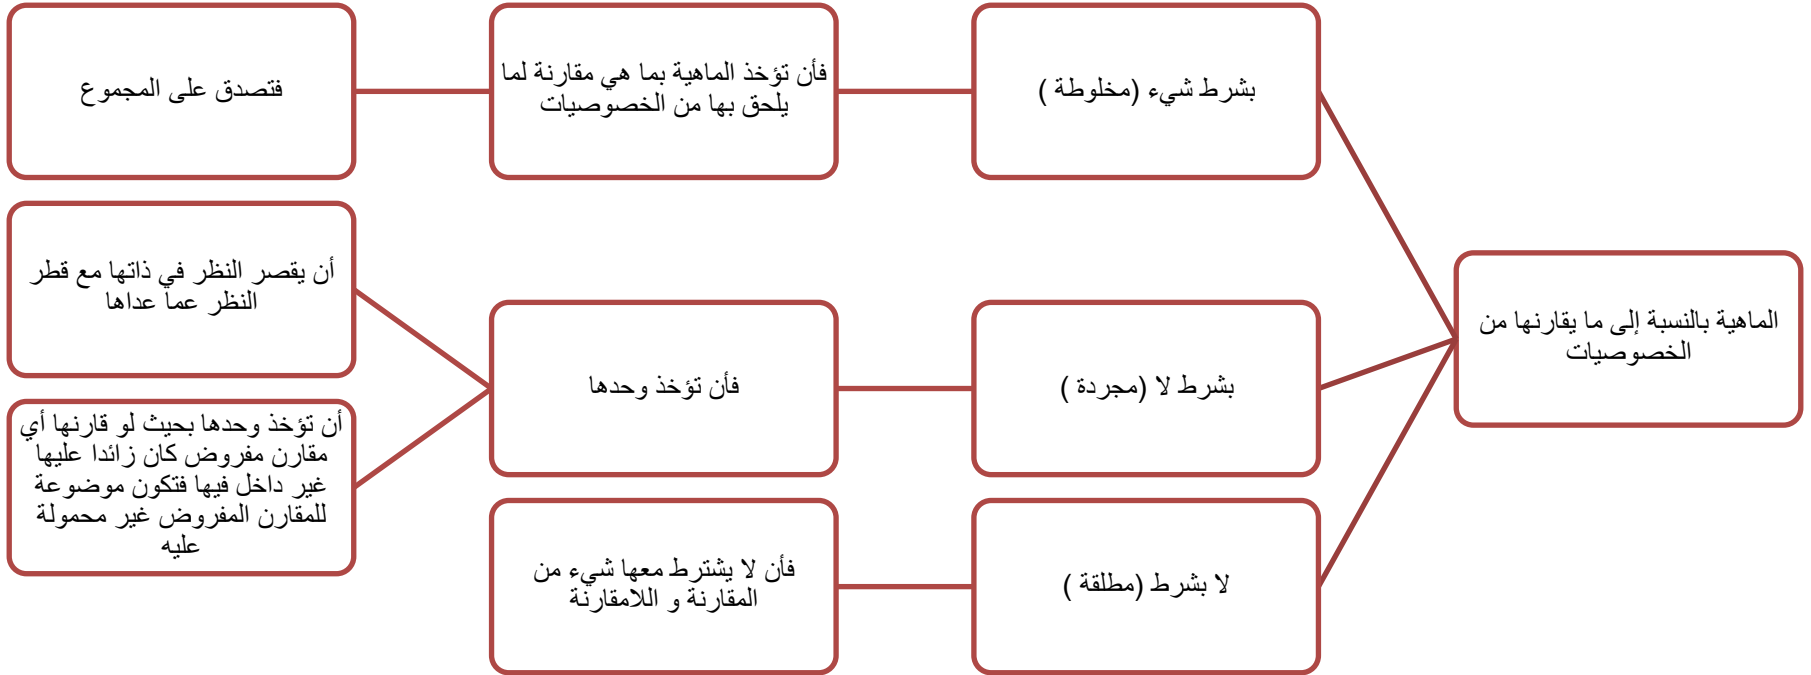 الماهية بالنسبة إلى ما يقارنها من
الخصوصيات
بشرط شيء (مخلوطة )
فأن تؤخذ الماهية بما هي مقارنة لما
يلحق بها من الخصوصيات
فتصدق على المجموع
بشرط لا (مجردة )
فأن تؤخذ وحدها
أن يقصر النظر في ذاتها مع قطر
النظر عما عداها
أن تؤخذ وحدها بحيث لو قارنها أي
مقارن مفروض كان زائدا عليها
غير داخل فيها فتكون موضوعة
للمقارن المفروض غير محمولة
عليه
لا بشرط (مطلقة )
فأن لا يشترط معها شيء من
المقارنة و اللامقارنة